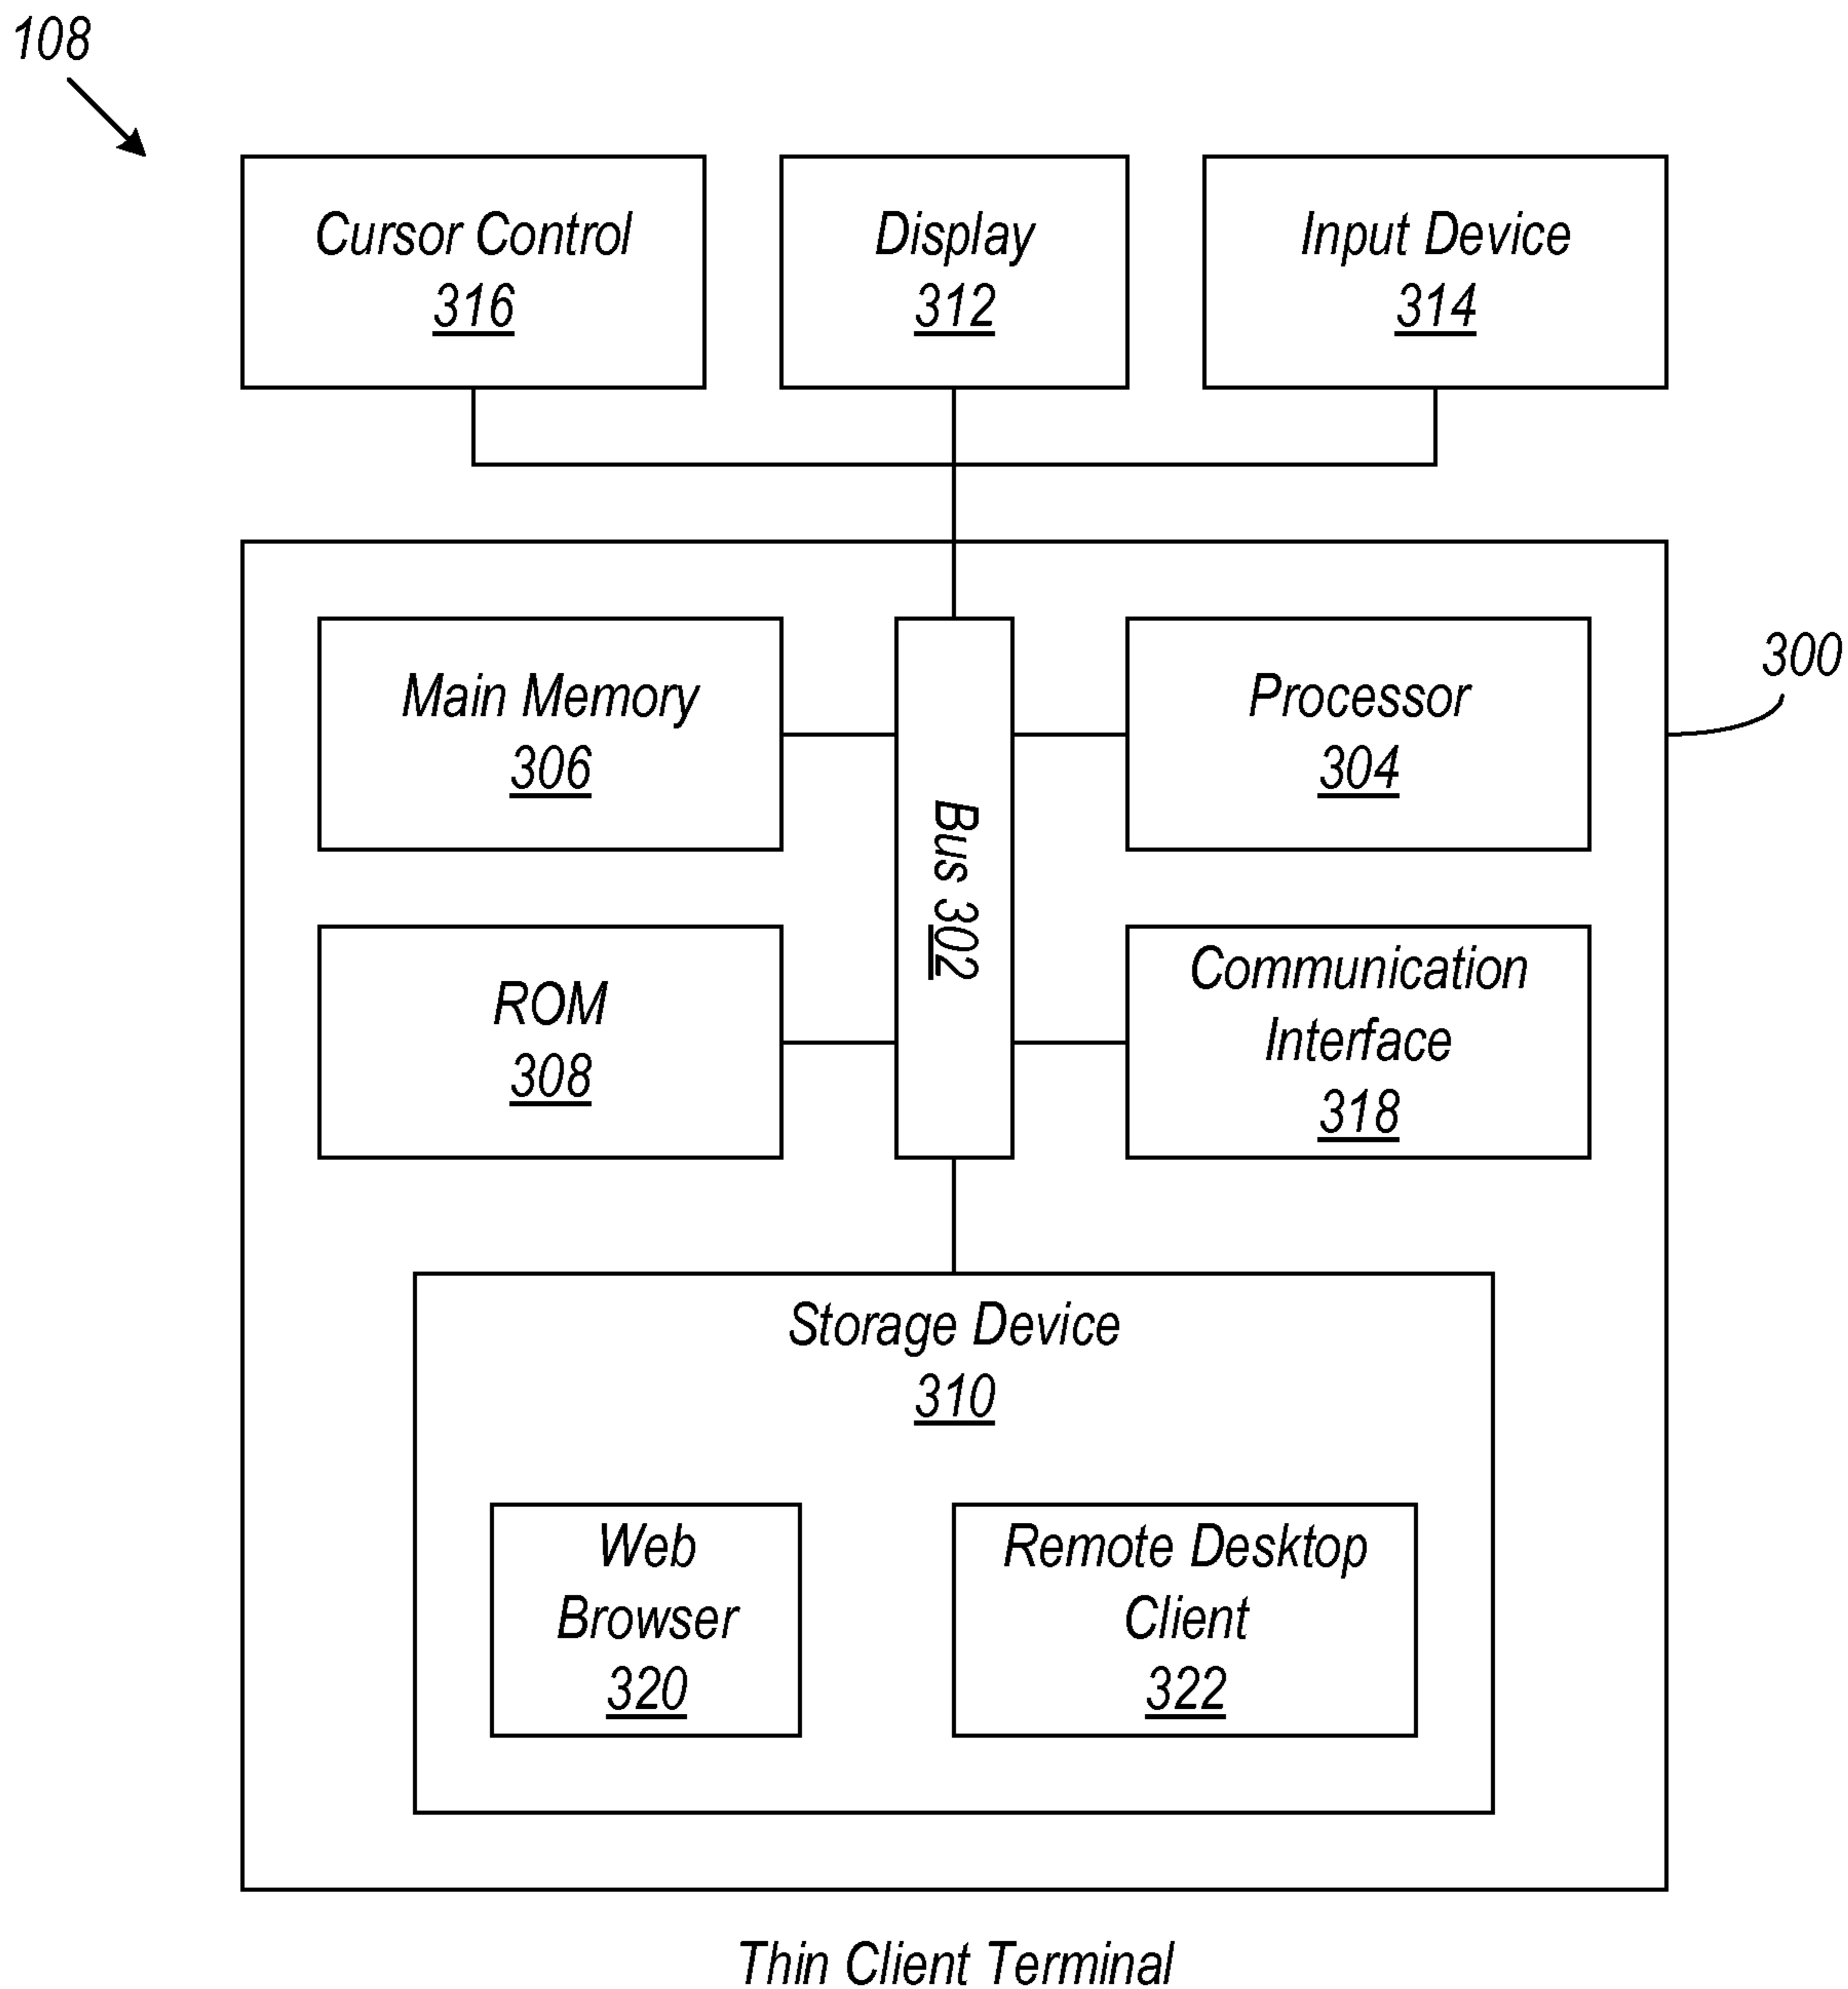 108
Cursor Control
316
Display
312
Input Device
314
Main Memory
306
Processor
304
300
Bus 302
ROM
308
Communication
Interface
318
Storage Device
310
Web
Browser
320
Remote Desktop
Client
322
Thin Client Terminal